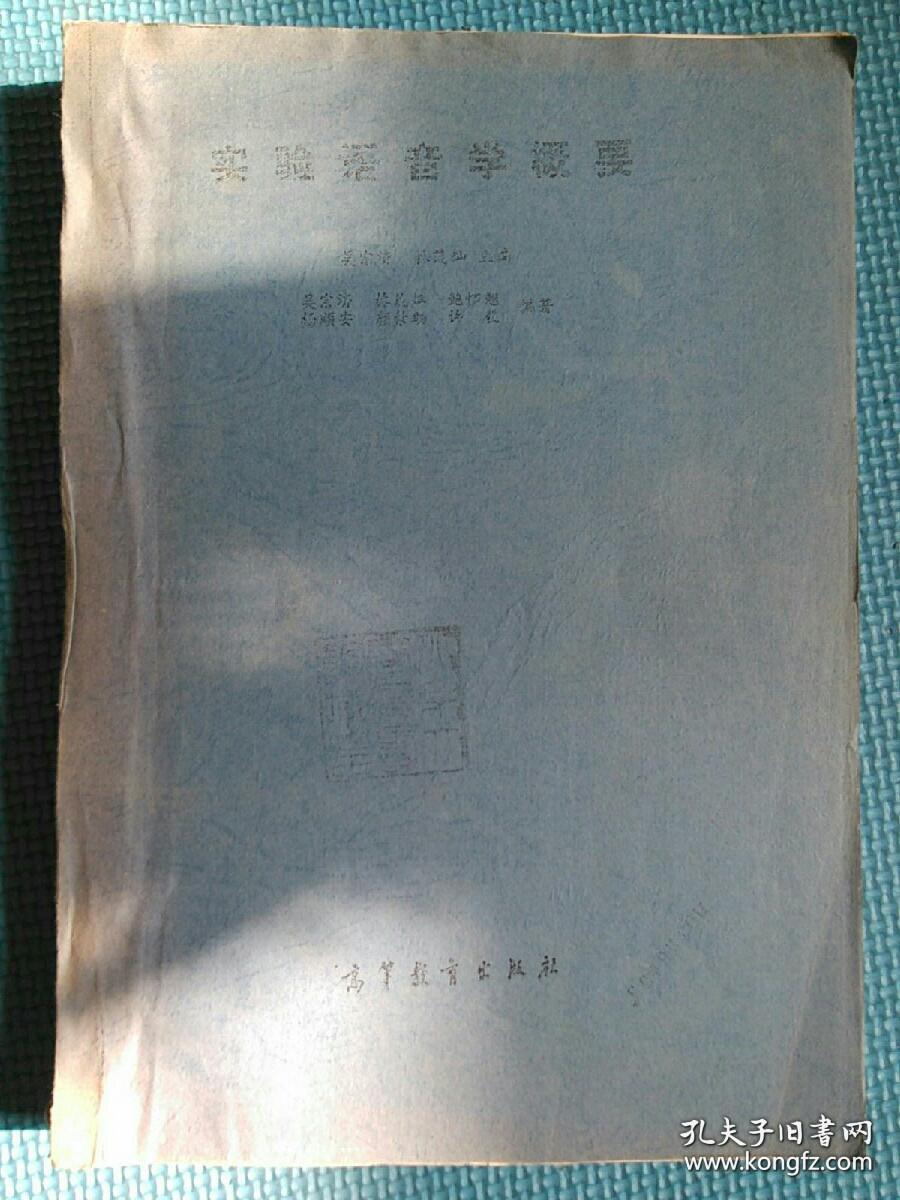 实验语音学概要
吴宗济 林茂灿 主编
吴宗济 林茂灿 鲍怀翘
杨顺安 颜景助 许毅 编著
高等教育出版社
孔夫子旧书网
www.kongfz.com